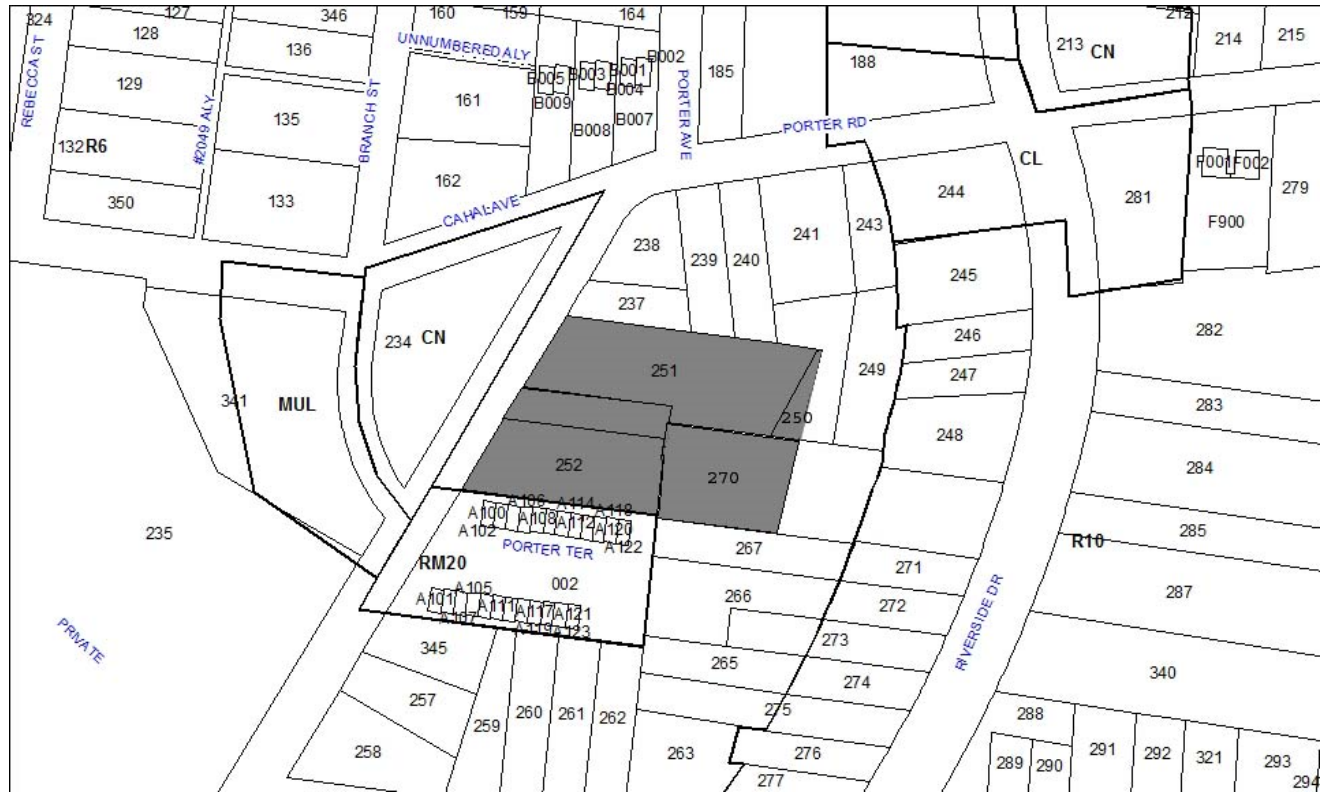 324
127
346
160
159
164
212
128
136
UNNUMBERED ALY
B002
185
188
213
CN
214
215
REBECCA ST
129
#2049 ALY
135
BRANCH ST
161
B005
B003
B001
B004
B009
B008
B007
PORTER AVE
PORTER RD
132
R6
162
CL
F001
F002
350
133
CAHAL AVE
244
281
279
F900
238
239
240
241
243
245
237
234
CN
246
282
251
249
247
341
MUL
250
283
248
252
270
284
235
A106
A114
A118
A100
A108
A112
A120
A102
A122
PORTER TER
267
285
R10
RM20
271
002
266
287
A105
A101
A111
A117
A121
A107
A119
A123
272
273
RIVERSIDE DR
PRIVATE
345
265
274
340
257
275
259
260
261
262
288
258
263
276
277
289
290
291
292
321
293
294